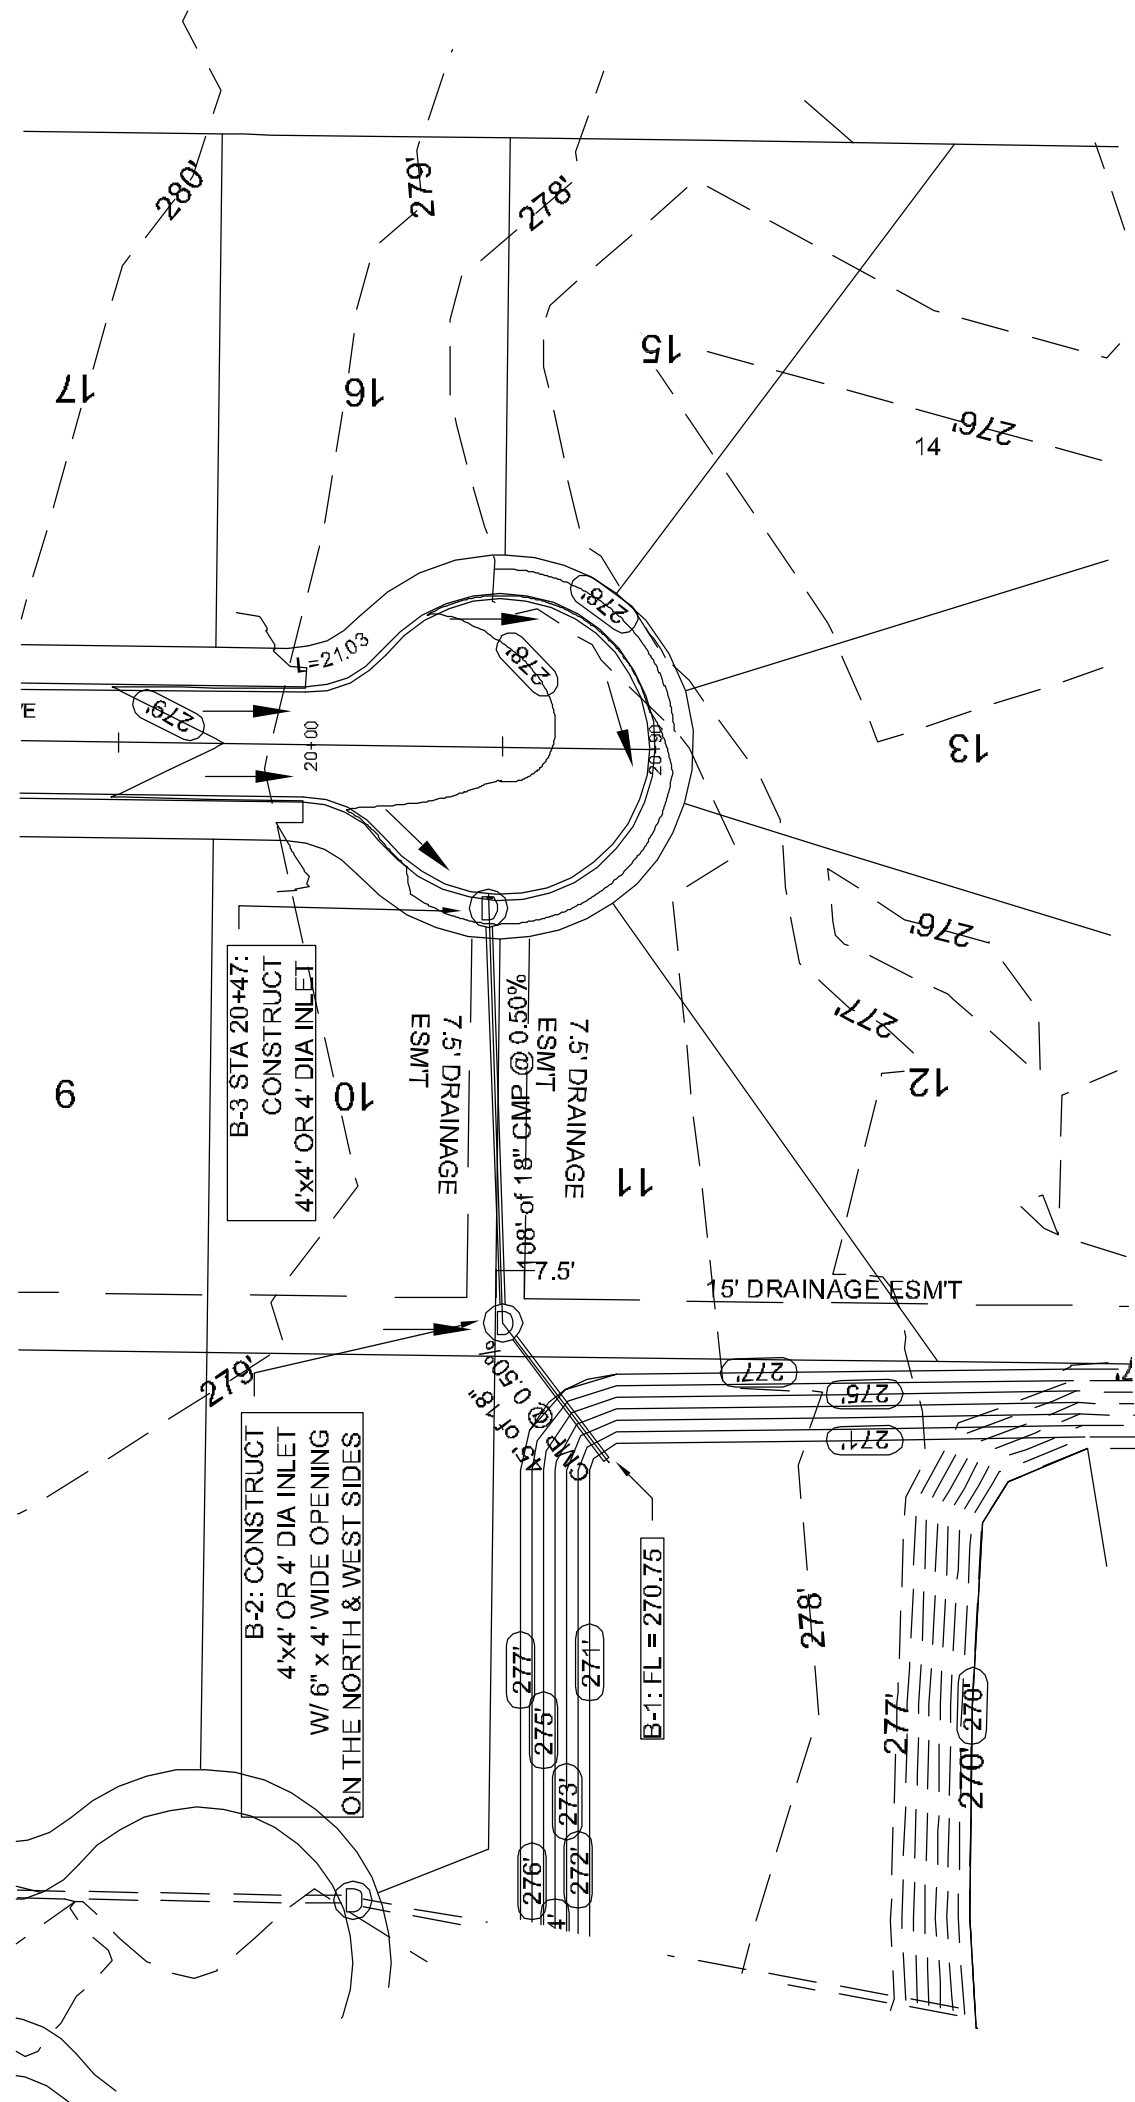 280'
279'
278'
15
17
16
276'
14
278'
L=21.03
278'
279'
'E
20+00
20+90
13
276'
B-3 STA 20+47:
CONSTRUCT
4'x4' OR 4' DIA INLET
7.5' DRAINAGE
ESM'T
108' of 18" CMP @ 0.50%
7.5' DRAINAGE
ESM'T
277'
9
10
12
11
7.5'
15' DRAINAGE ESM'T
279'
45' of 18"
CMP @ 0.50%
277'
275'
271'
B-2: CONSTRUCT
4'x4' OR 4' DIA INLET
W/ 6" x 4' WIDE OPENING
ON THE NORTH & WEST SIDES
B-1: FL = 270.75
278'
277'
271'
275'
277'
270'
270'
273'
276'
272'
4'